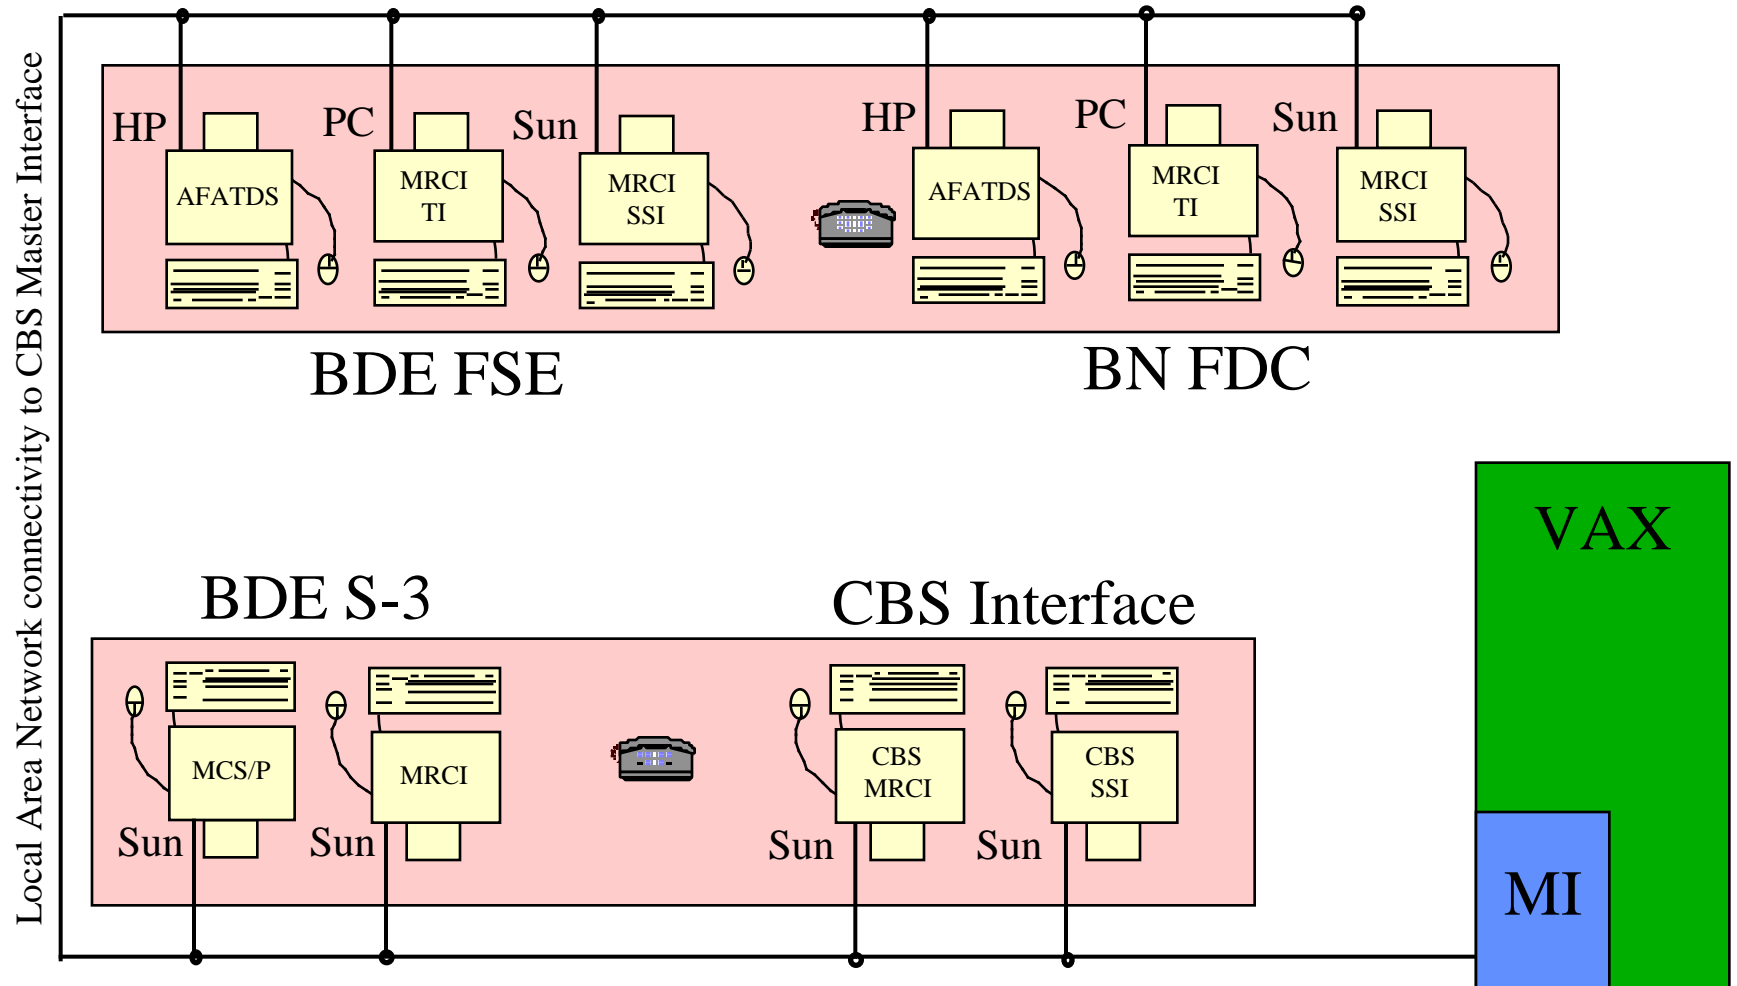 Local Area Network connectivity to CBS Master Interface
HP
PC
Sun
HP
PC
Sun
AFATDS
MRCI
TI
MRCI
SSI
AFATDS
MRCI
TI
MRCI
SSI
BDE FSE
BN FDC
VAX
BDE S-3
CBS Interface
MCS/P
MRCI
CBS
MRCI
CBS
SSI
Sun
Sun
Sun
Sun
MI